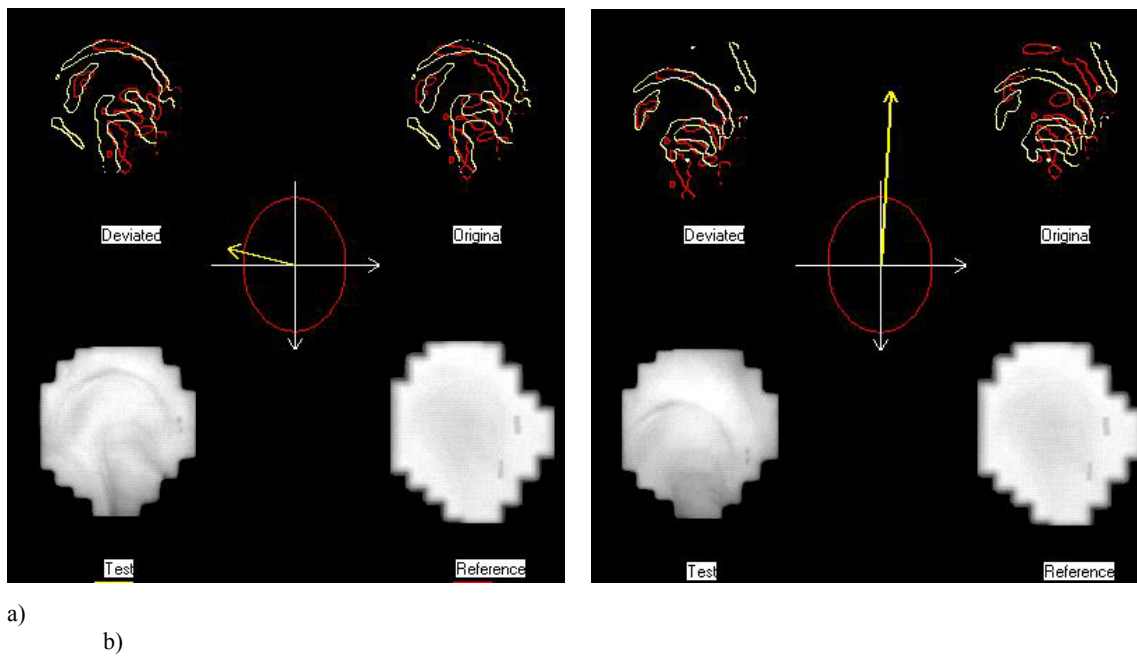 Deviated Original
Test Reference
Deviated Original
Test Reference
a)
b)